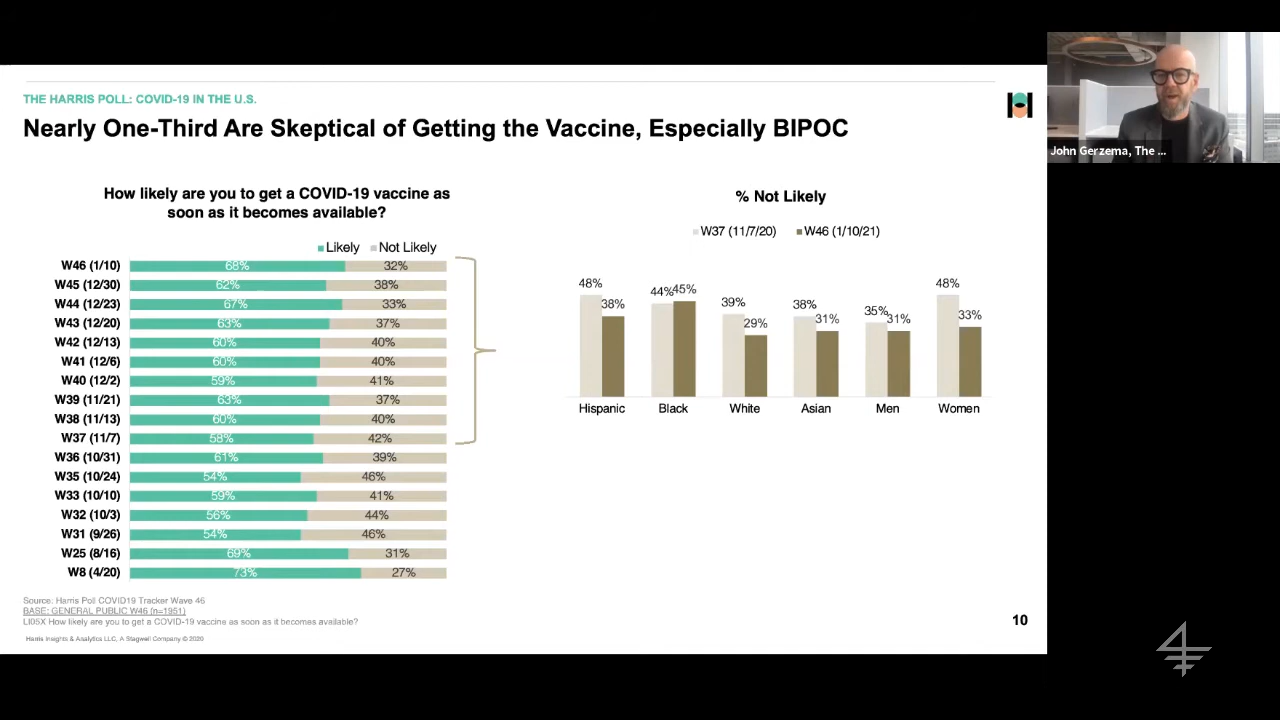 THE HARRIS POLL: COVID-19 IN THE U.S.
Nearly One-Third Are Skeptical of Getting the Vaccine, Especially BIPOC
John Gerzema, The ...
How likely are you to get a COVID-19 vaccine as
soon as it becomes available?
Likely Not Likely
W46 (1/10) 68% 32%
W45 (12/30) 62% 38%
W44 (12/23) 67% 33%
W43 (12/20) 63% 37%
W42 (12/13) 60% 40%
W41 (12/6) 60% 40%
W40 (12/2) 59% 41%
W39 (11/21) 63% 37%
W38 (11/13) 60% 40%
W37 (11/7) 58% 42%
W36 (10/31) 61% 39%
W35 (10/24) 54% 46%
W33 (10/10) 59% 41%
W32 (10/3) 56% 44%
W31 (9/26) 54% 46%
W25 (8/16) 69% 31%
W8 (4/20) 73% 27%
% Not Likely
W37 (11/7/20) W46 (1/10/21)
48% 38% 44% 45% 39% 29% 38% 31% 35% 31% 48% 33%
Hispanic Black White Asian Men Women
Source: Harris Poll COVID19 Tracker Wave 46
BASE: GENERAL PUBLIC W46 (n=1951)
LI05X How likely are you to get a COVID-19 vaccine as soon as it becomes available?
Harris Insights & Analytics LLC, A Stagwell Company © 2020
10